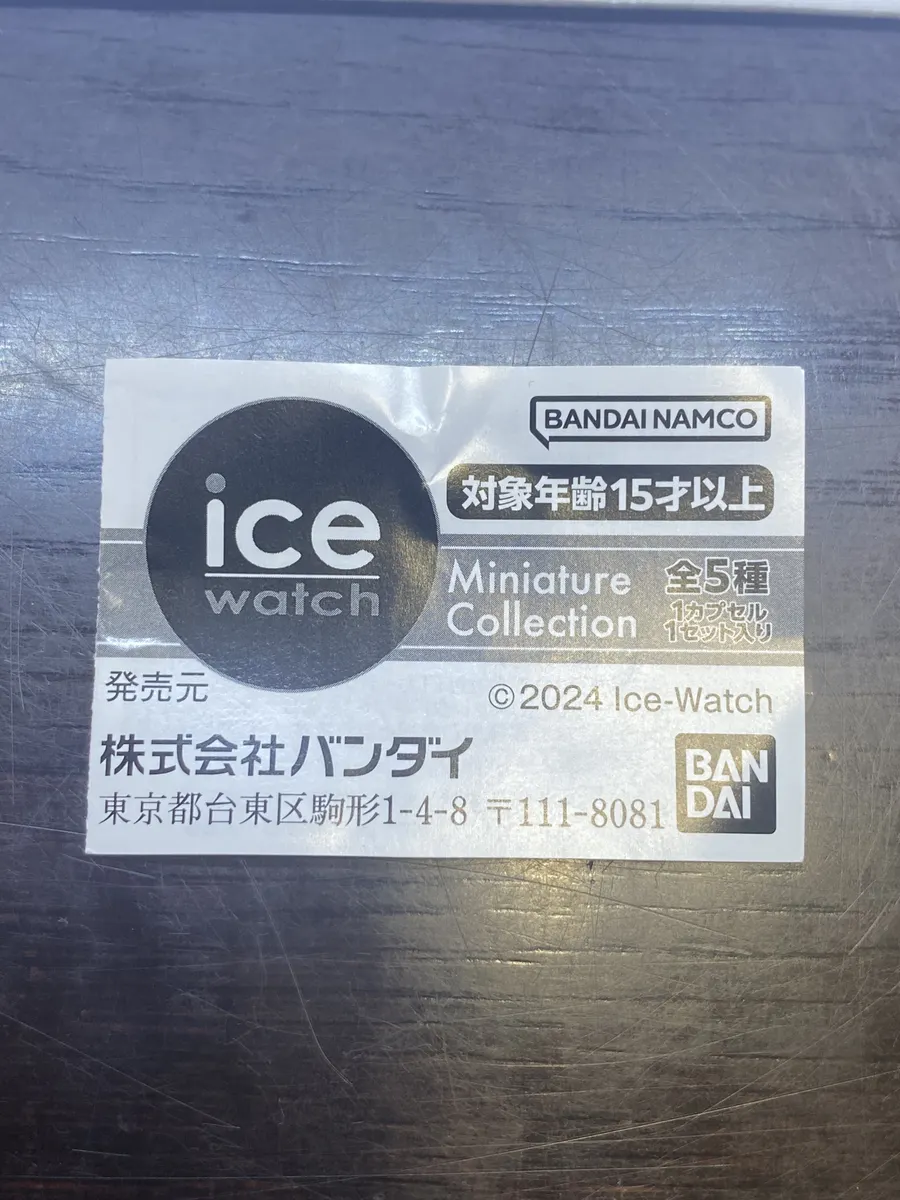 ice
watch
BANDAI NAMCO
対象年齢15才以上
Miniature
Collection
全5種
1カプセル
1セット入り
発売元
©2024 Ice-Watch
株式会社バンダイ
東京都台東区駒形1-4-8 〒111-8081
BAN
DAI